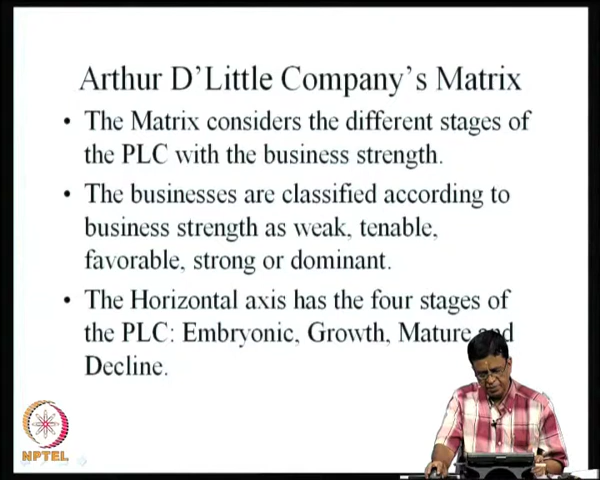 Arthur D'Little Company's Matrix
• The Matrix considers the different stages of
the PLC with the business strength.
• The businesses are classified according to
business strength as weak, tenable,
favorable, strong or dominant.
• The Horizontal axis has the four stages of
the PLC: Embryonic, Growth, Mature and
Decline.
NPTEL